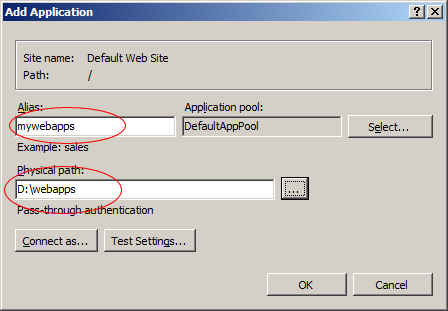 Add Application
Site name: Default Web Site
Path: /
Alias: Application pool:
mywebapps DefaultAppPool Select...
Example: sales
Physical path:
D:\webapps ...
Pass-through authentication
Connect as... Test Settings...
OK Cancel